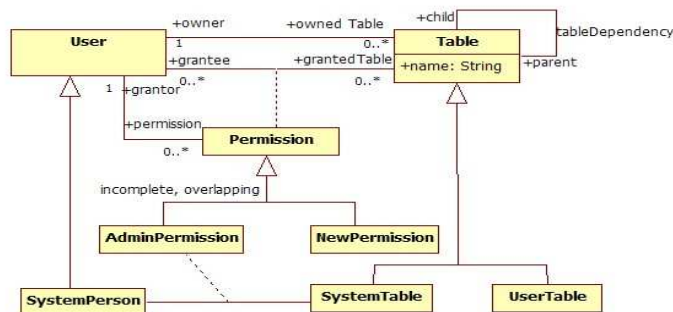 +child
+owner +owned Table
User
Table
tableDependency
1 0..*
+grantee +grantedTable
+name: String
+parent
0..* 0..*
1 +grantor
+permission
Permission
0..*
incomplete, overlapping
AdminPermission NewPermission
SystemPerson SystemTable UserTable